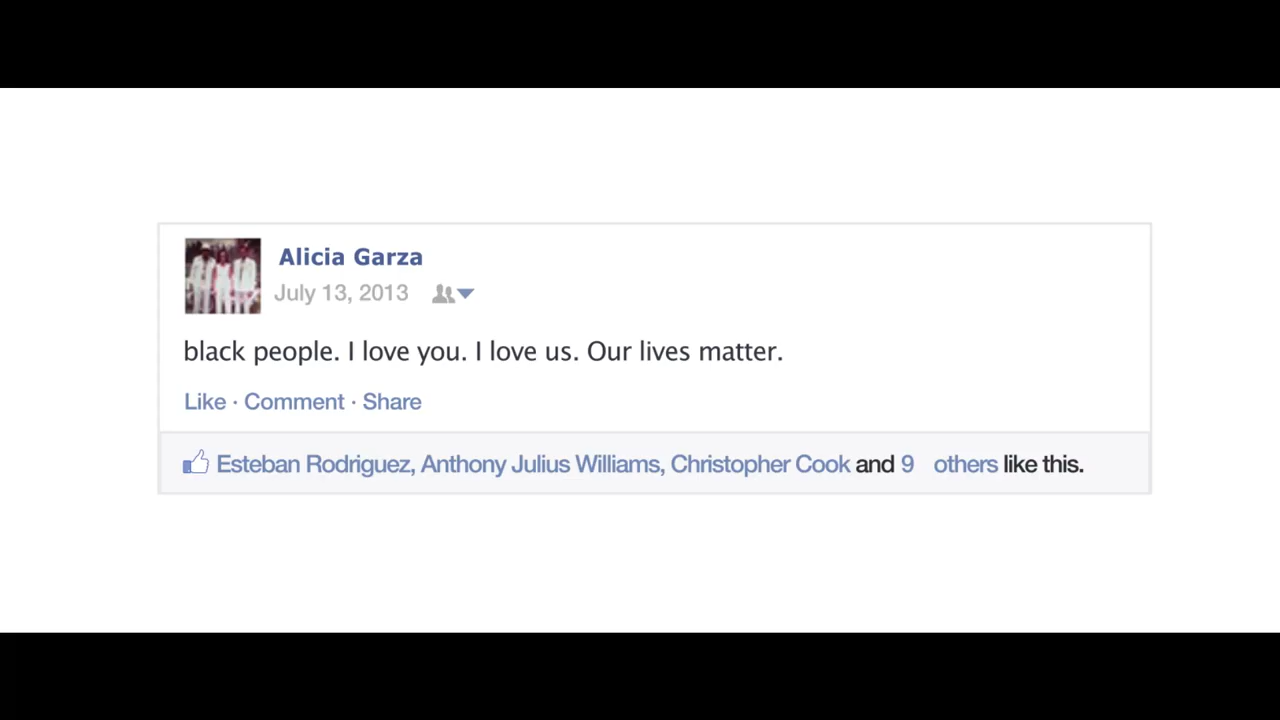 Alicia Garza
July 13, 2013
black people. I love you. I love us. Our lives matter.
Like · Comment · Share
Esteban Rodriguez, Anthony Julius Williams, Christopher Cook and 9 others like this.